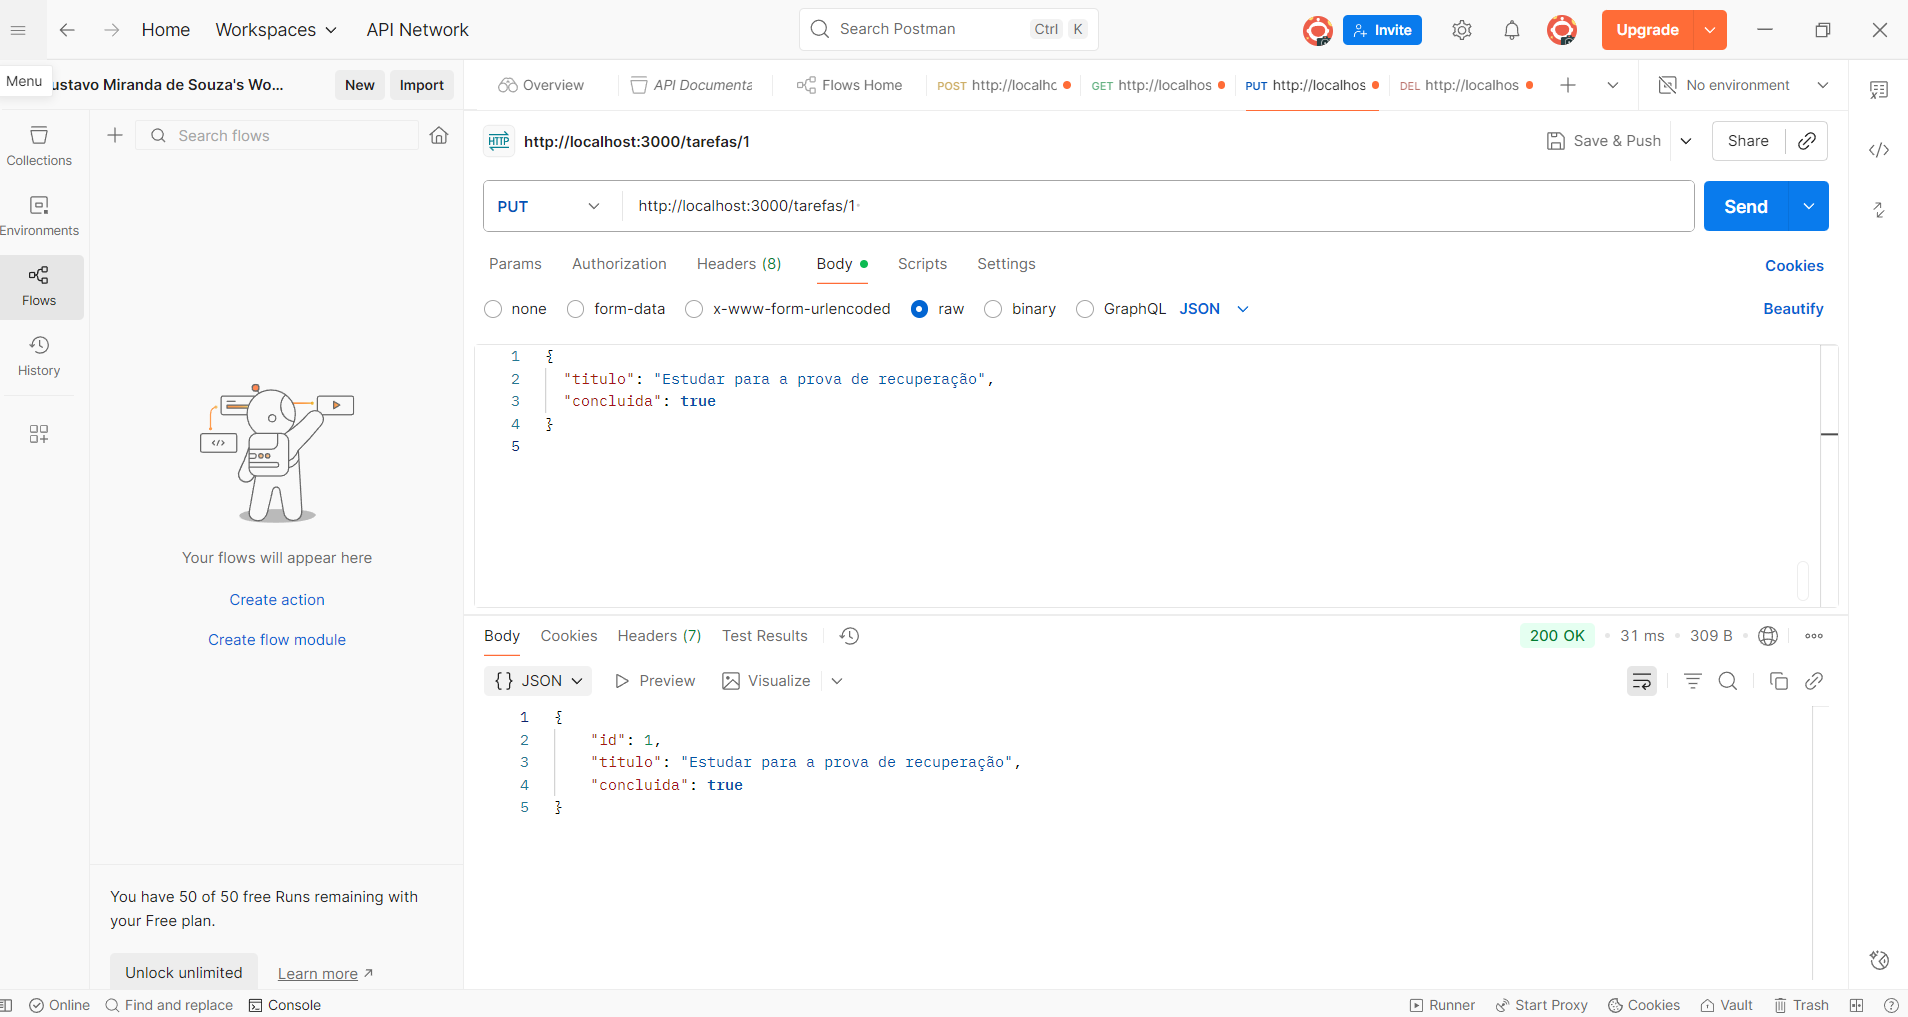 Home
Workspaces
API Network
Search Postman
Ctrl K
Invite
Upgrade
Menu
ustavo Miranda de Souza's Wo...
New
Import
Overview
API Documenta
Flows Home
POST http://localhc
GET http://localhos
PUT http://localhos
DEL http://localhos
No environment
Collections
Environments
Flows
History
Search flows
Your flows will appear here
Create action
Create flow module
You have 50 of 50 free Runs remaining with
your Free plan.
Unlock unlimited
Learn more ↗
HTTP
http://localhost:3000/tarefas/1
Save & Push
Share
PUT
http://localhost:3000/tarefas/1
Send
Params
Authorization
Headers (8)
Body
Scripts
Settings
Cookies
none
form-data
x-www-form-urlencoded
raw
binary
GraphQL
JSON
Beautify
1 {
2 "titulo": "Estudar para a prova de recuperação",
3 "concluida": true
4 }
5
Body
Cookies
Headers (7)
Test Results
200 OK
31 ms
309 B
{} JSON
Preview
Visualize
1 {
2 "id": 1,
3 "titulo": "Estudar para a prova de recuperação",
4 "concluida": true
5 }
Online
Find and replace
Console
Runner
Start Proxy
Cookies
Vault
Trash